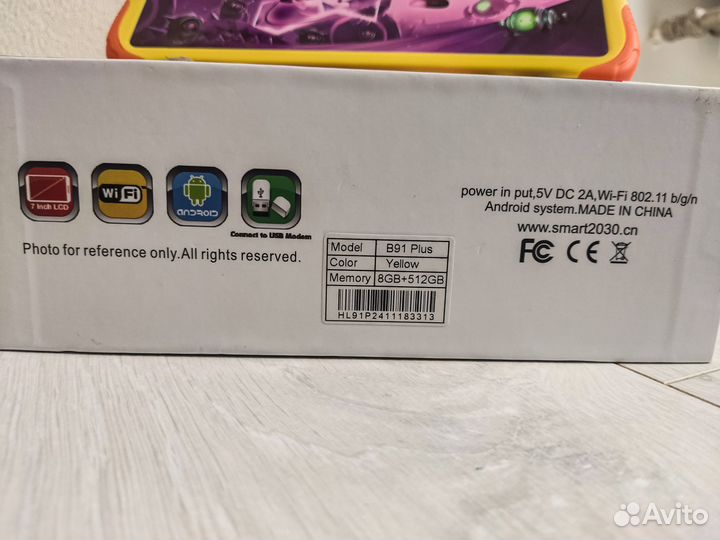 7 Inch LCD
WiFi
ANDROID
Connect to USB Modem
Photo for reference only.All rights reserved.
Model B91 Plus
Color Yellow
Memory 8GB+512GB
HL91P2411183313
power in put,5V DC 2A,Wi-Fi 802.11 b/g/n
Android system.MADE IN CHINA
www.smart2030.cn
FC CE
Avito